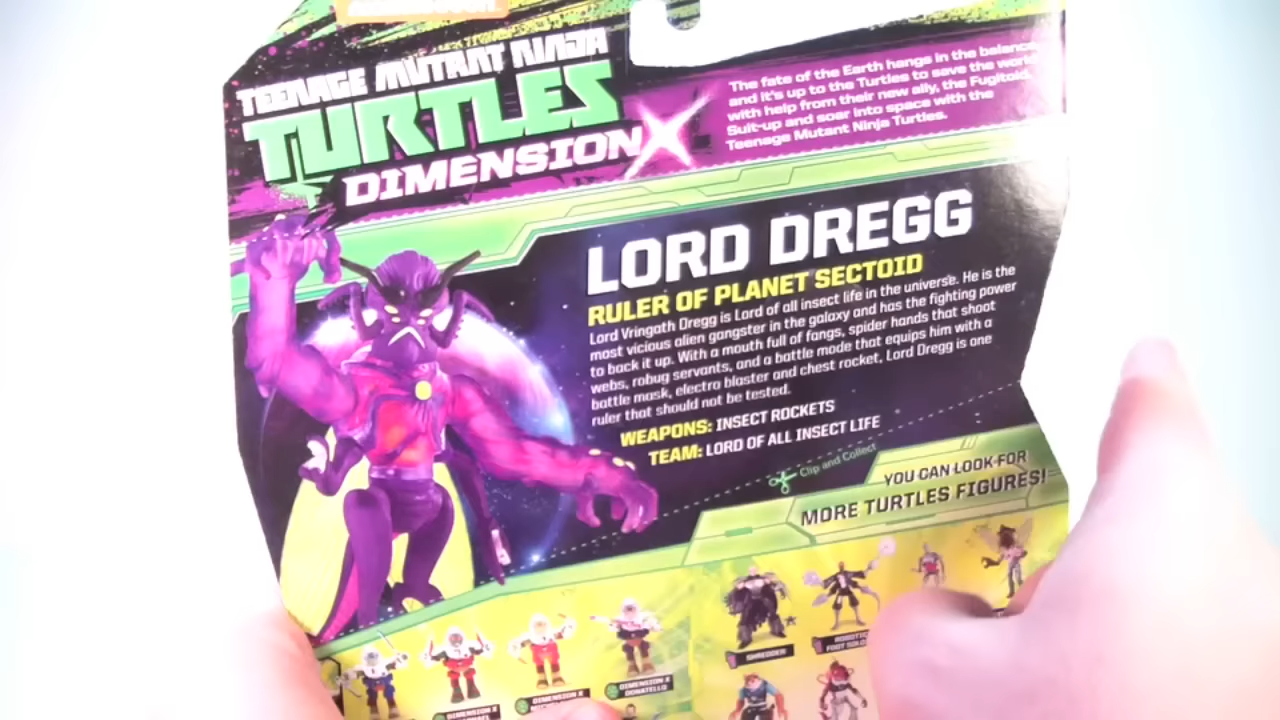 TEENAGE MUTANT NINJA
TURTLES
DIMENSION X
The fate of the Earth hangs in the balance
and it's up to the Turtles to save the world
with help from their new ally, the Fugitoid.
Suit-up and soar into space with the
Teenage Mutant Ninja Turtles.
LORD DREGG
RULER OF PLANET SECTOID
Lord Vringath Dregg is Lord of all insect life in the universe. He is the
most vicious alien gangster in the galaxy and has the fighting power
to back it up. With a mouth full of fangs, spider hands that shoot
webs, robug servants, and a battle mode that equips him with a
battle mask, electro blaster and chest rocket, Lord Dregg is one
ruler that should not be tested.
WEAPONS: INSECT ROCKETS
TEAM: LORD OF ALL INSECT LIFE
Clip and Collect
YOU CAN LOOK FOR
MORE TURTLES FIGURES!
SHREDDER
ROBOTIC
DIMENSION X
DIMENSION X
DIMENSION X
DONATELLO